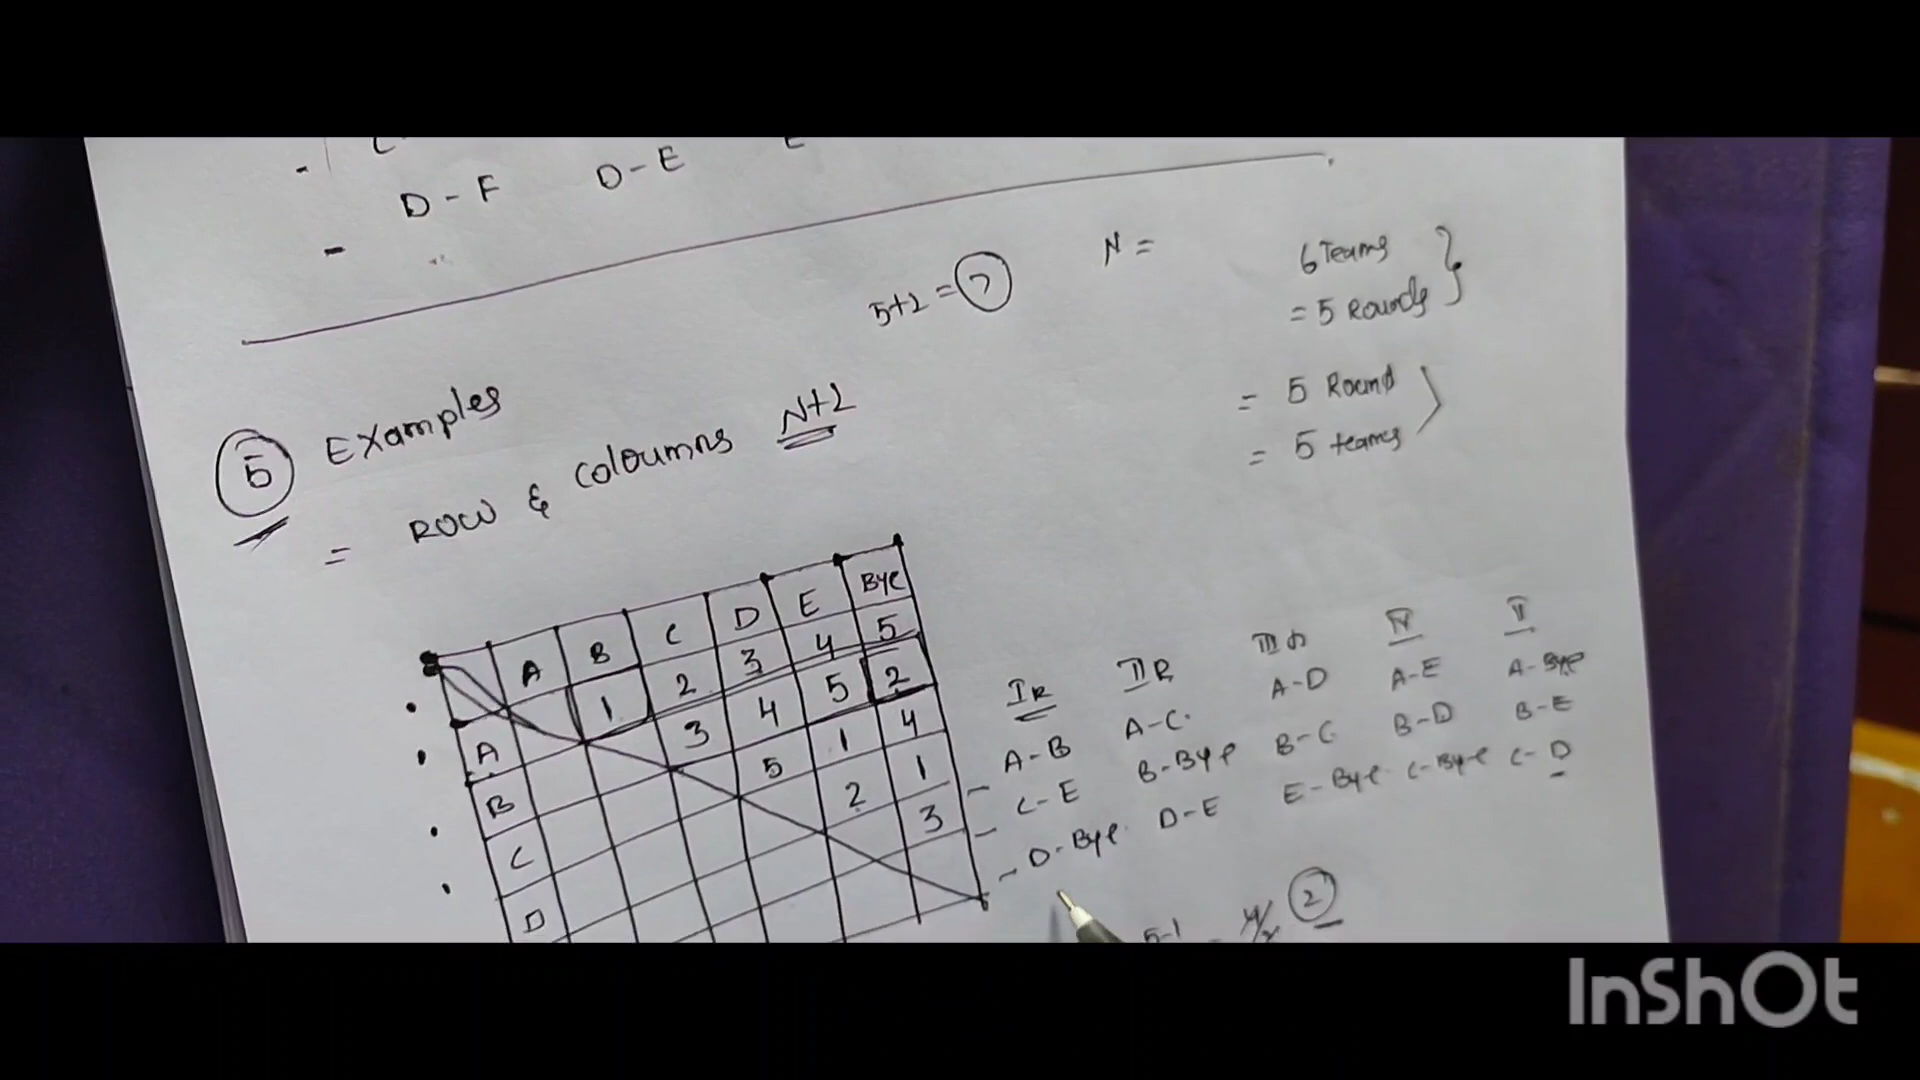 D-F D-E
5+2 = 7 N = 6 Teams
= 5 Rounds
5 Examples
= 5 Round
= 5 teams
= ROW & Coloumns N+2
A B C D E Bye
A 1 2 3 4 5
B 3 4 5 2
C 5 1 4
D 2 1
3
I R II R III IV
A-B A-C. A-D A-E A-Bye
C-E B-Bye B-C B-D B-E
D-Bye. D-E E-Bye C-Bye C-D
5-1 2
InShOt